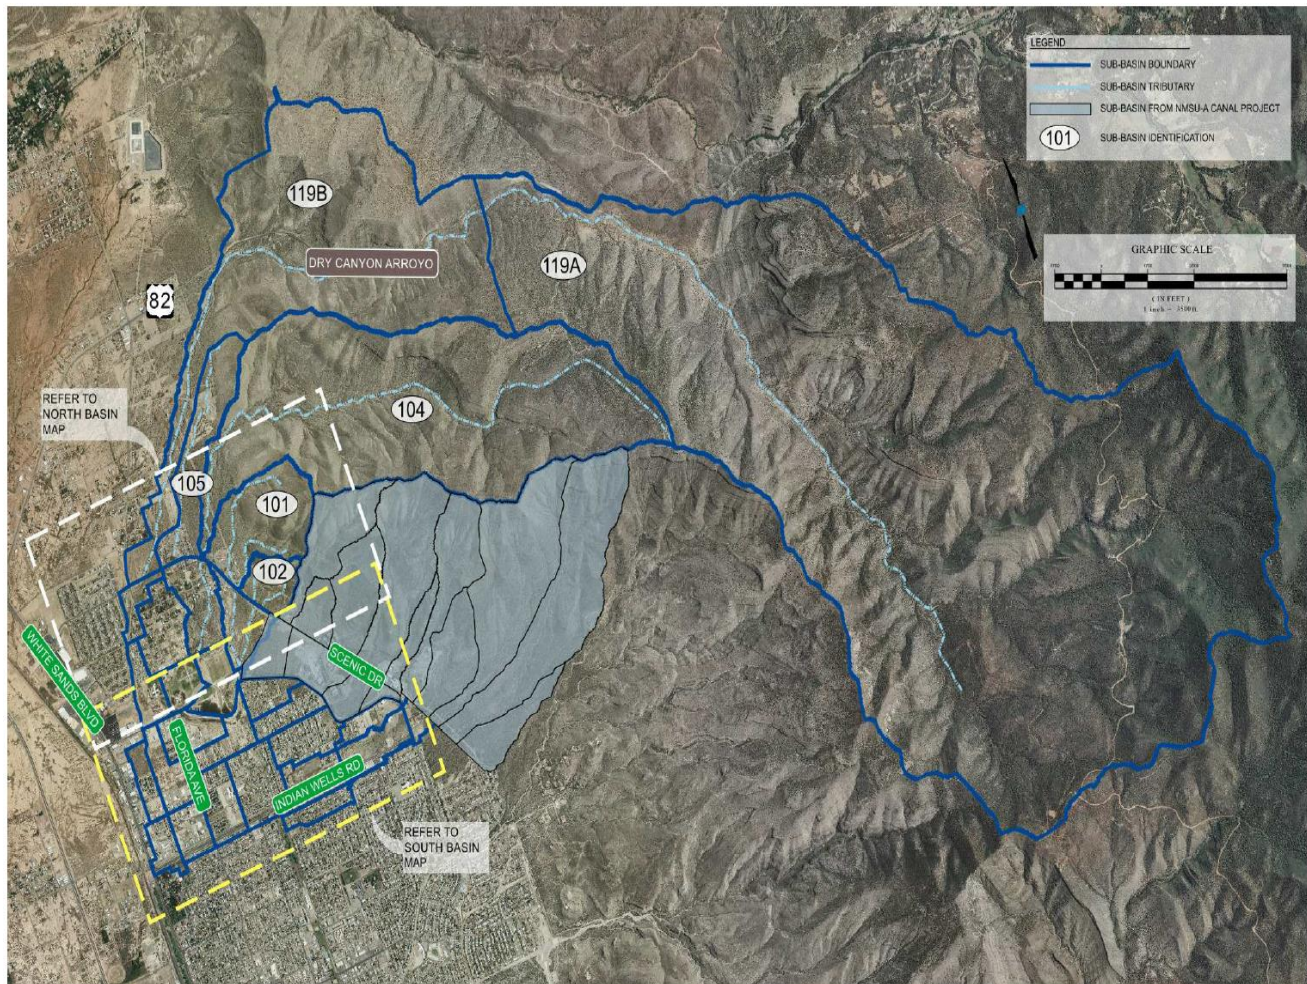 LEGEND
SUB-BASIN BOUNDARY
SUB-BASIN TRIBUTARY
SUB-BASIN FROM NMSU-A CANAL PROJECT
101
SUB-BASIN IDENTIFICATION
119B
DRY CANYON ARROYO
119A
GRAPHIC SCALE
( IN FEET )
82
REFER TO
NORTH BASIN
MAP
104
105
101
102
WHITE SANDS BLVD
SCENIC DR
FLORIDA AVE
INDIAN WELLS RD
REFER TO
SOUTH BASIN
MAP